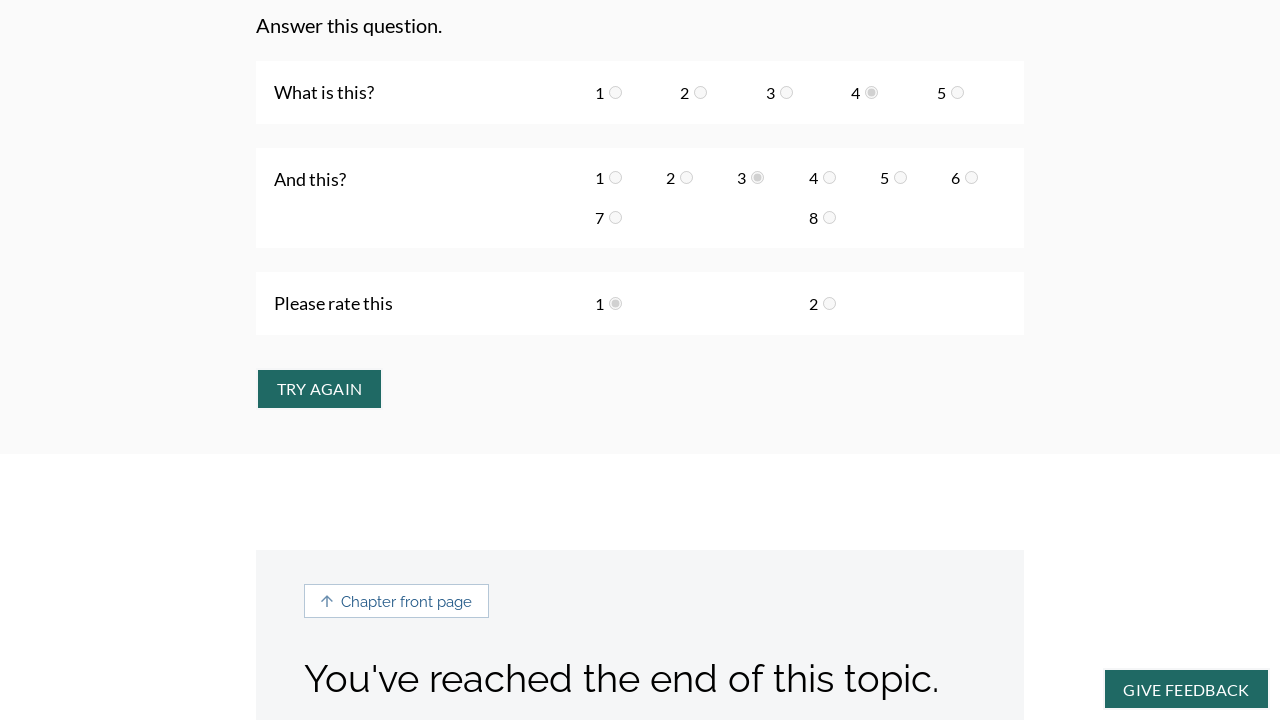 Answer this question.
What is this? 1 2 3 4 5
And this? 1 2 3 4 5 6
7 8
Please rate this 1 2
TRY AGAIN
Chapter front page
You've reached the end of this topic.
GIVE FEEDBACK